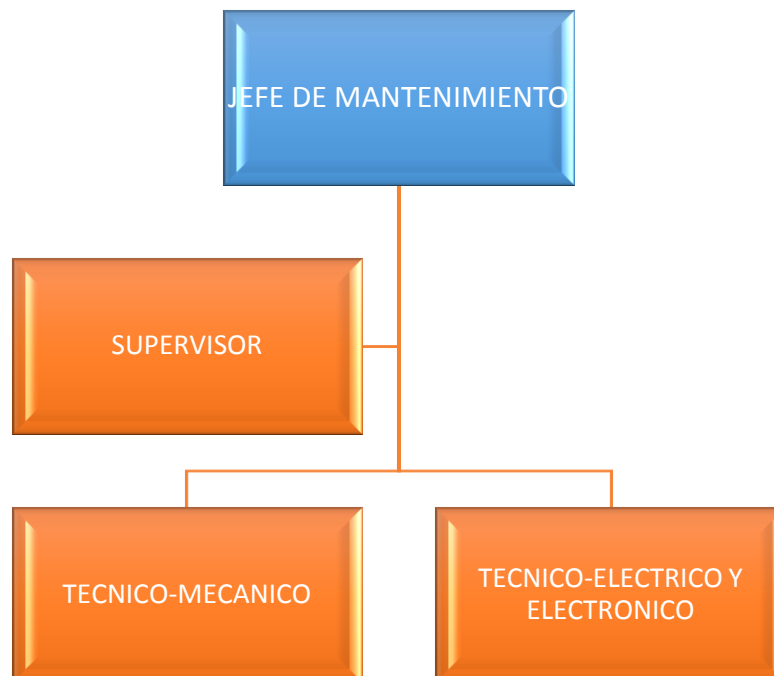 JEFE DE MANTENIMIENTO
SUPERVISOR
TECNICO-MECANICO
TECNICO-ELECTRICO Y
ELECTRONICO